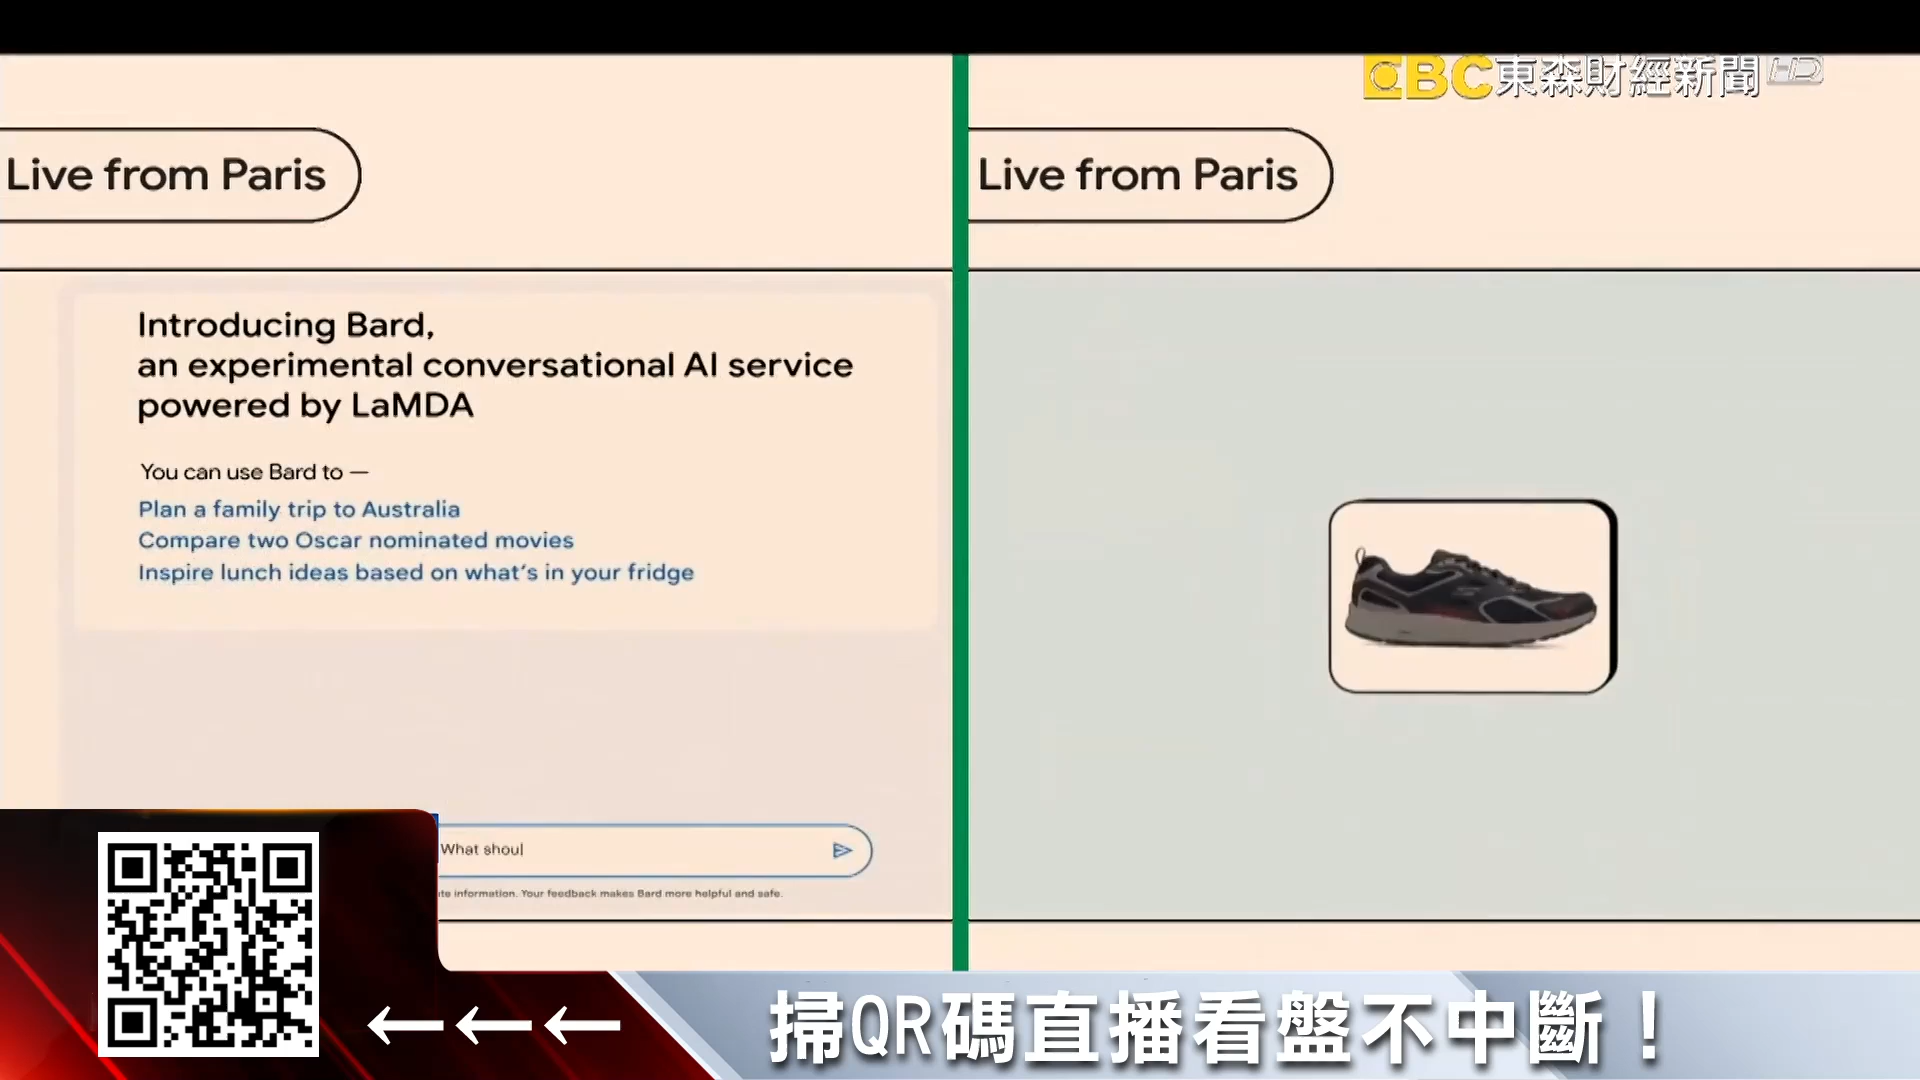 EBC東森財經新聞 HD
Live from Paris
Live from Paris
Introducing Bard,
an experimental conversational AI service
powered by LaMDA
You can use Bard to —
Plan a family trip to Australia
Compare two Oscar nominated movies
Inspire lunch ideas based on what's in your fridge
What shoul
information. Your feedback makes Bard more helpful and safe.
←←← 掃QR碼直播看盤不中斷！